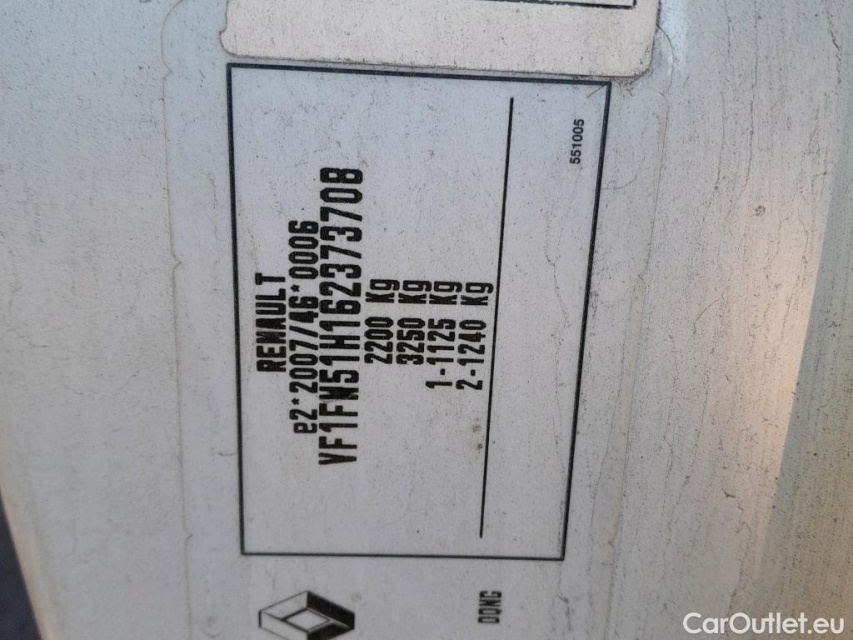 RENAULT
e2*2007/46*0006
VF1FW51H162373708
2200 Kg
3250 Kg
1-1125 Kg
2-1240 Kg
551005
DQNG
CarOutlet.eu